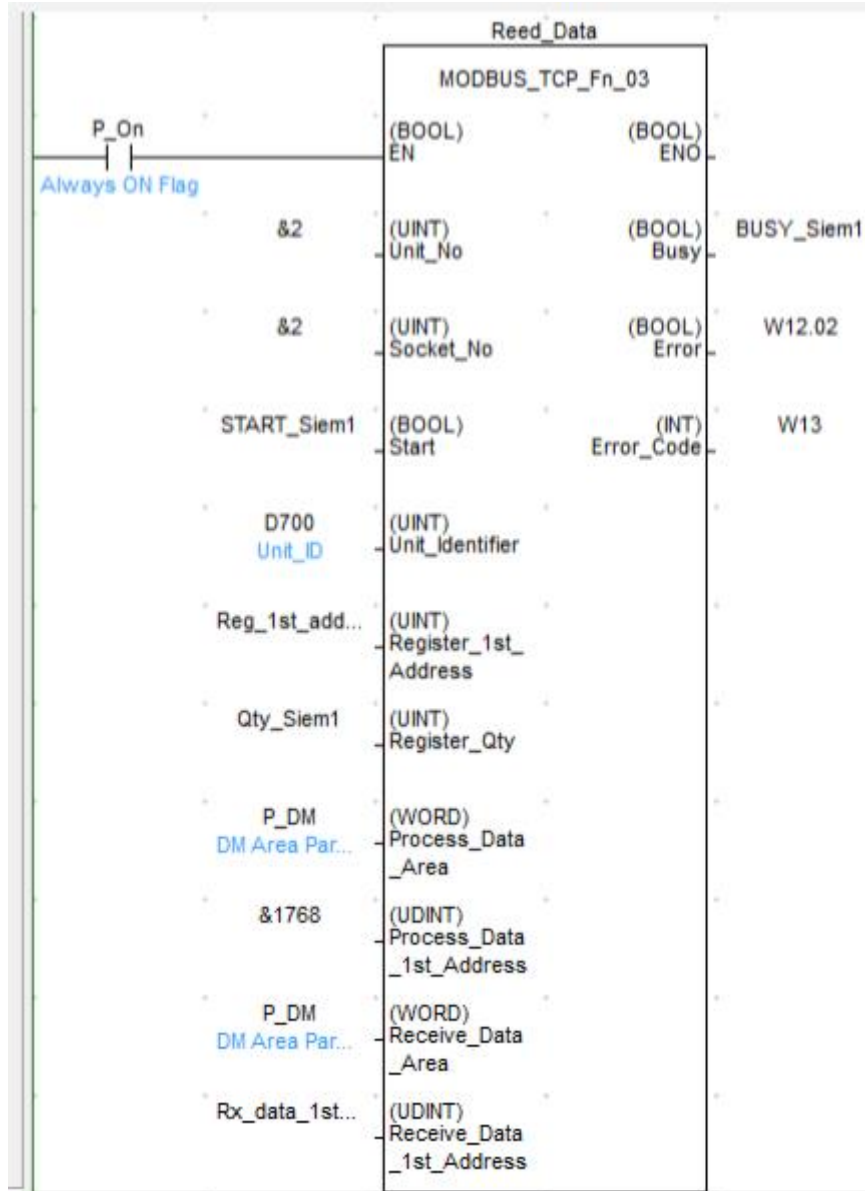 Reed_Data
MODBUS_TCP_Fn_03
P_On
(BOOL) (BOOL)
EN ENO
Always ON Flag
&2 (UINT) (BOOL) BUSY_Siem1
Unit_No Busy
&2 (UINT) (BOOL) W12.02
Socket_No Error
START_Siem1 (BOOL) (INT) W13
Start Error_Code
D700 (UINT)
Unit_ID Unit_Identifier
Reg_1st_add... (UINT)
Register_1st_
Address
Qty_Siem1 (UINT)
Register_Qty
P_DM (WORD)
DM Area Par... Process_Data
_Area
&1768 (UDINT)
Process_Data
_1st_Address
P_DM (WORD)
DM Area Par... Receive_Data
_Area
Rx_data_1st... (UDINT)
Receive_Data
_1st_Address